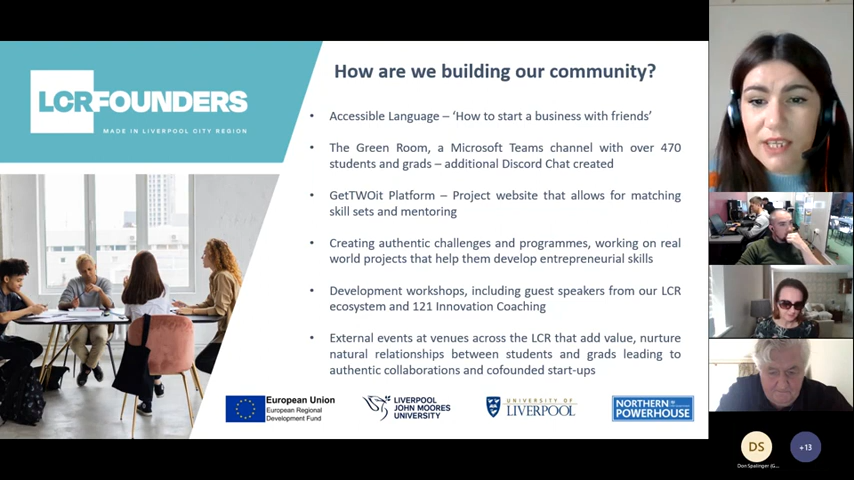 How are we building our community?
LCRFOUNDERS
MADE IN LIVERPOOL CITY REGION
• Accessible Language – ‘How to start a business with friends’
• The Green Room, a Microsoft Teams channel with over 470
students and grads – additional Discord Chat created
• GetTWOit Platform – Project website that allows for matching
skill sets and mentoring
• Creating authentic challenges and programmes, working on real
world projects that help them develop entrepreneurial skills
• Development workshops, including guest speakers from our LCR
ecosystem and 121 Innovation Coaching
• External events at venues across the LCR that add value, nurture
natural relationships between students and grads leading to
authentic collaborations and cofounded start-ups
European Union
European Regional
Development Fund
LIVERPOOL
JOHN MOORES
UNIVERSITY
UNIVERSITY OF
LIVERPOOL
NORTHERN
POWERHOUSE
DS
+13
Don Spalinger (G...